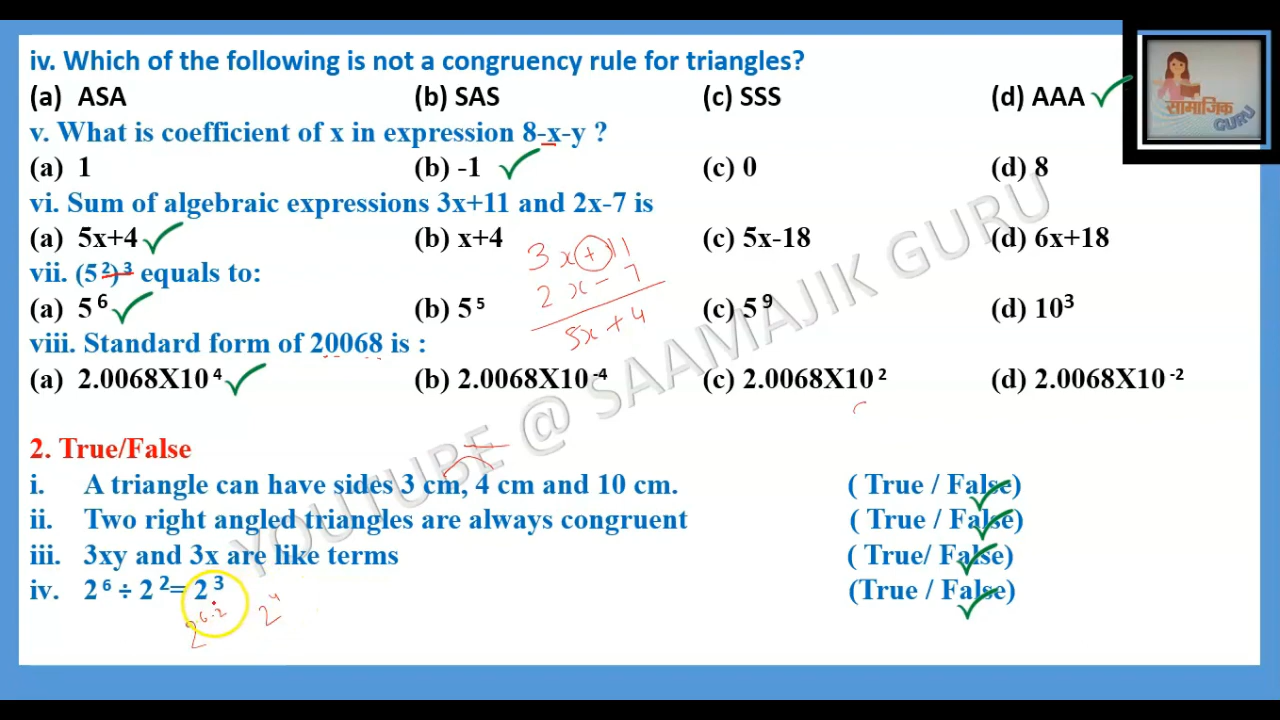 iv. Which of the following is not a congruency rule for triangles?
(a) ASA (b) SAS (c) SSS (d) AAA
सामाजिक
GURU
v. What is coefficient of x in expression 8-x-y ?
(a) 1 (b) -1 (c) 0 (d) 8
vi. Sum of algebraic expressions 3x+11 and 2x-7 is
(a) 5x+4 (b) x+4 (c) 5x-18 (d) 6x+18
3x+11
2x-7
5x+4
vii. (5²)³ equals to:
(a) 5⁶ (b) 5⁵ (c) 5⁹ (d) 10³
viii. Standard form of 20068 is :
(a) 2.0068X10⁴ (b) 2.0068X10⁻⁴ (c) 2.0068X10² (d) 2.0068X10⁻²
2. True/False
i. A triangle can have sides 3 cm, 4 cm and 10 cm. ( True / False)
ii. Two right angled triangles are always congruent ( True / False)
iii. 3xy and 3x are like terms ( True/ False)
iv. 2⁶ ÷ 2²= 2³ (True / False)
2⁶⁻² 2⁴
YOUTUBE @ SAAMAJIK GURU